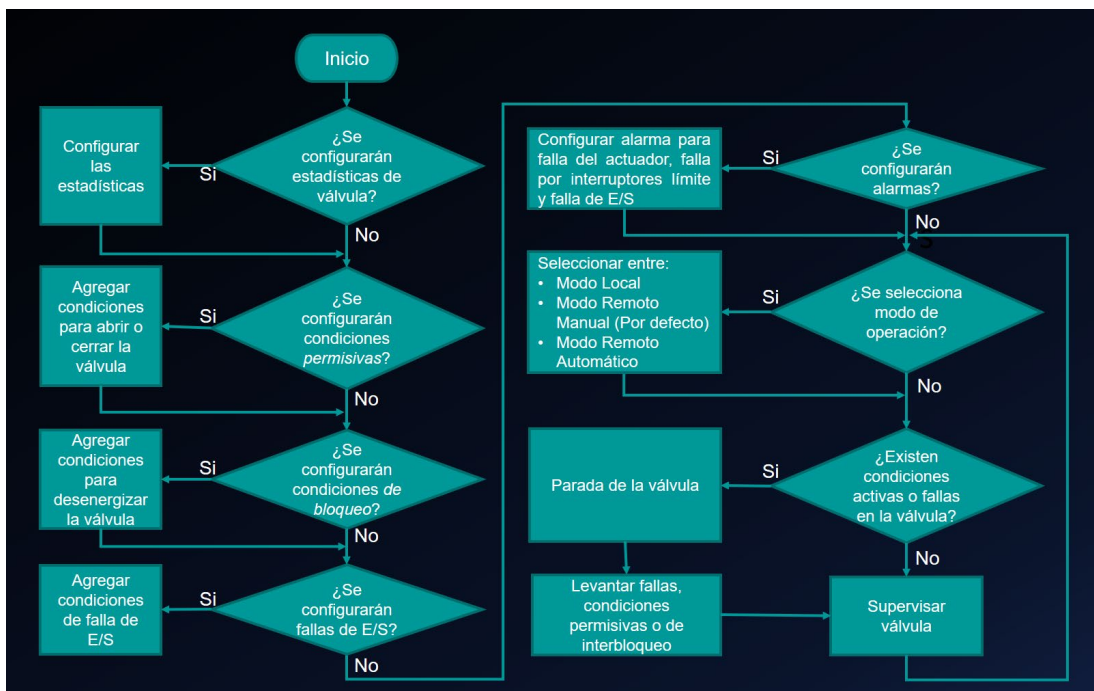 Inicio
¿Se
configurarán
estadísticas de
válvula?
Si
Configurar
las
estadísticas
No
¿Se
configurarán
condiciones
permisivas?
Si
Agregar
condiciones
para abrir o
cerrar la
válvula
No
¿Se
configurarán
condiciones de
bloqueo?
Si
Agregar
condiciones
para
desenergizar
la válvula
No
¿Se
configurarán
fallas de E/S?
Si
Agregar
condiciones
de falla de
E/S
No
¿Se
configurarán
alarmas?
Si
Configurar alarma para
falla del actuador, falla
por interruptores límite
y falla de E/S
No
S
¿Se selecciona
modo de
operación?
Si
Seleccionar entre:
• Modo Local
• Modo Remoto
Manual (Por defecto)
• Modo Remoto
Automático
No
¿Existen
condiciones
activas o fallas
en la válvula?
Si
Parada de la válvula
No
Levantar fallas,
condiciones
permisivas o de
interbloqueo
Supervisar
válvula